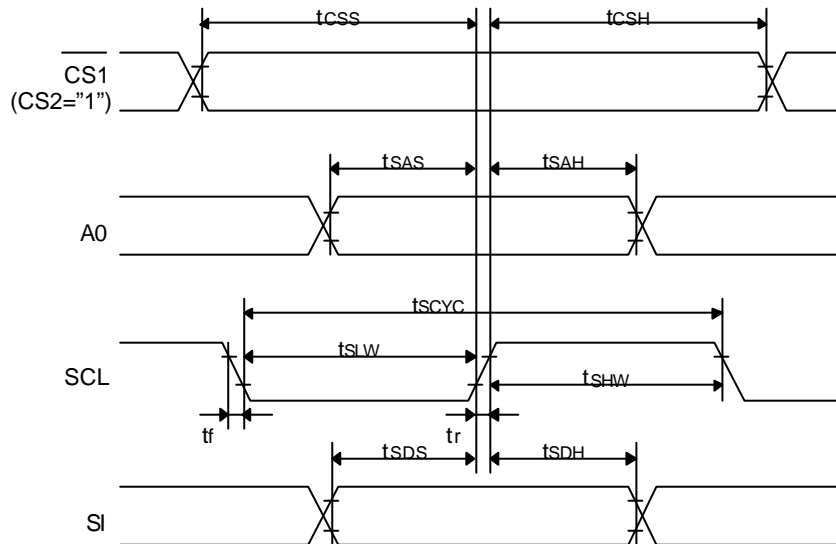 tCSS
tCSH
CS1
(CS2="1")
tSAS
tSAH
A0
tSCYC
tSLW
SCL
tSHW
tf
tr
tSDS
tSDH
SI